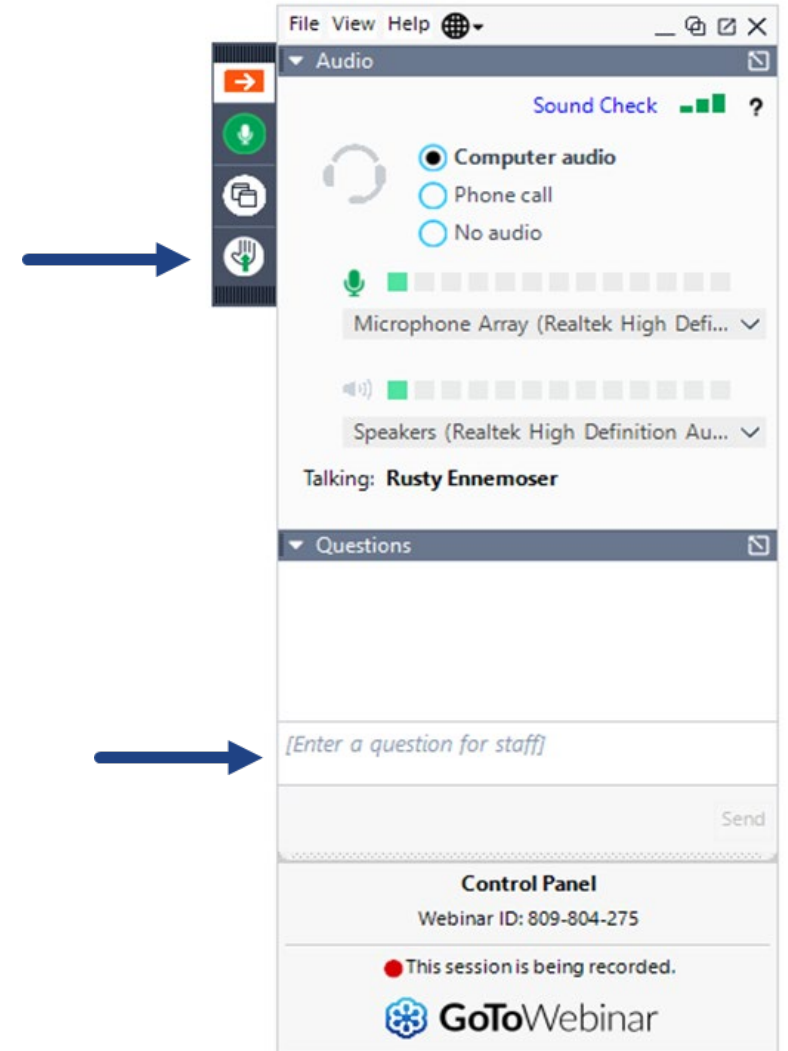 File View Help
Audio
Sound Check ?
Computer audio
Phone call
No audio
Microphone Array (Realtek High Defi...
Speakers (Realtek High Definition Au...
Talking: Rusty Ennemoser
Questions
[Enter a question for staff]
Send
Control Panel
Webinar ID: 809-804-275
This session is being recorded.
GoToWebinar